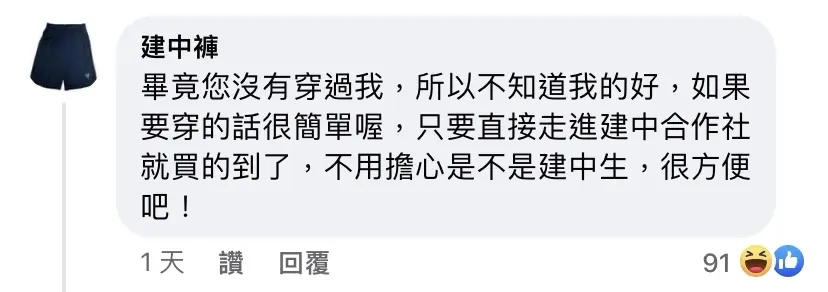 建中褲
畢竟您沒有穿過我，所以不知道我的好，如果
要穿的話很簡單喔，只要直接走進建中合作社
就買的到了，不用擔心是不是建中生，很方便
吧！
1 天 讚 回覆 91